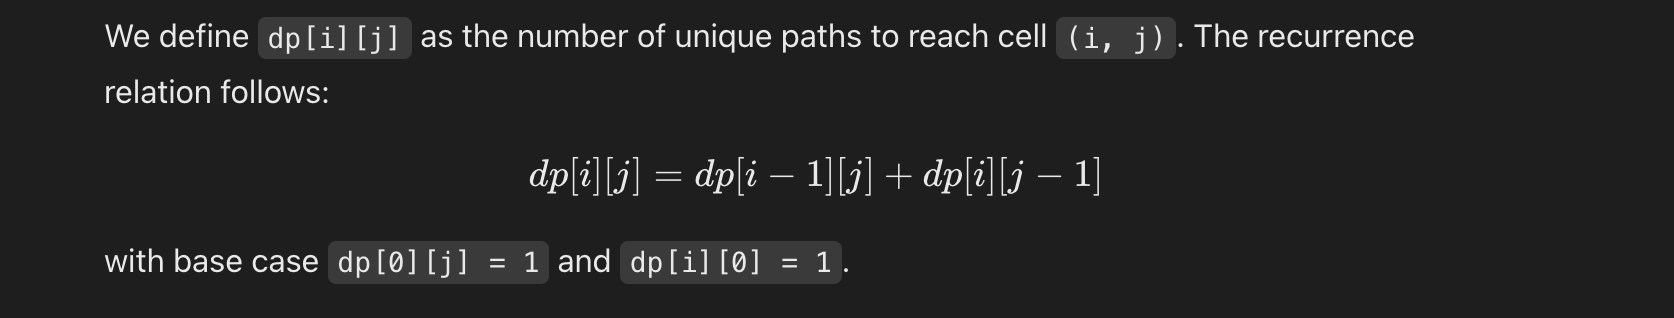 We define dp[i][j] as the number of unique paths to reach cell (i, j). The recurrence
relation follows:
dp[i][j] = dp[i − 1][j] + dp[i][j − 1]
with base case dp[0][j] = 1 and dp[i][0] = 1.